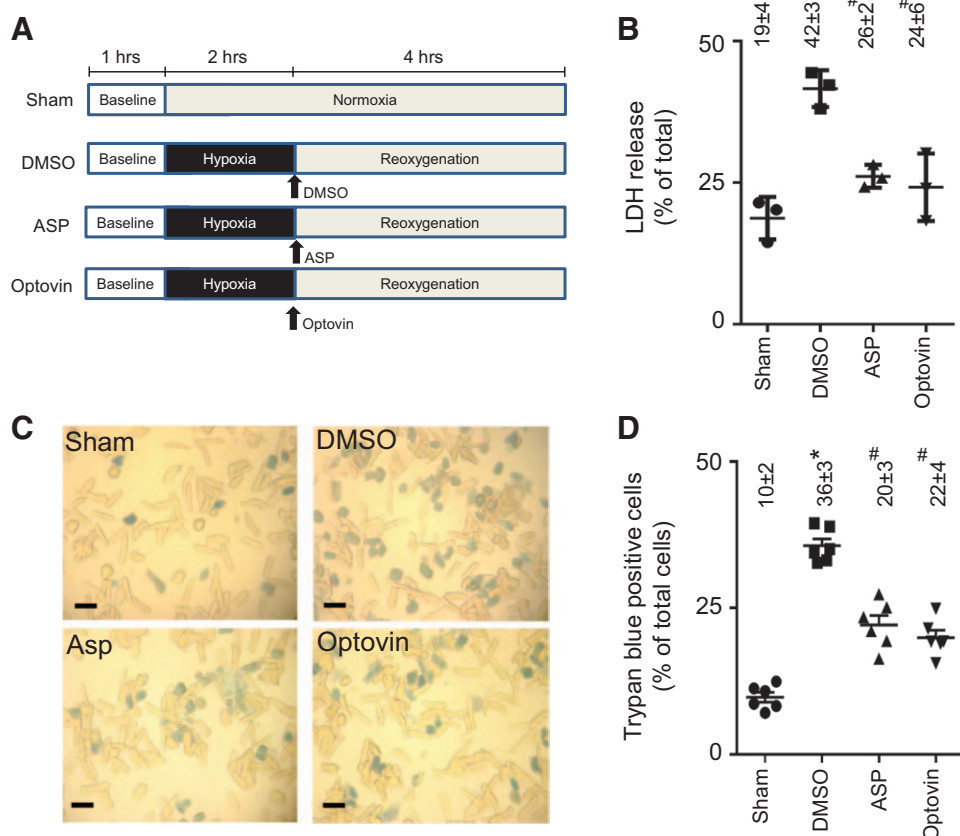 A
1 hrs 2 hrs 4 hrs
Sham Baseline Normoxia
DMSO Baseline Hypoxia Reoxygenation
DMSO
ASP Baseline Hypoxia Reoxygenation
ASP
Optovin Baseline Hypoxia Reoxygenation
Optovin
B
19±4
42±3
#
26±2
#
24±6
LDH release
(% of total)
50
25
0
Sham
DMSO
ASP
Optovin
C
Sham
DMSO
Asp
Optovin
D
10±2
*
36±3
#
20±3
#
22±4
Trypan blue positive cells
(% of total cells)
50
25
0
Sham
DMSO
ASP
Optovin